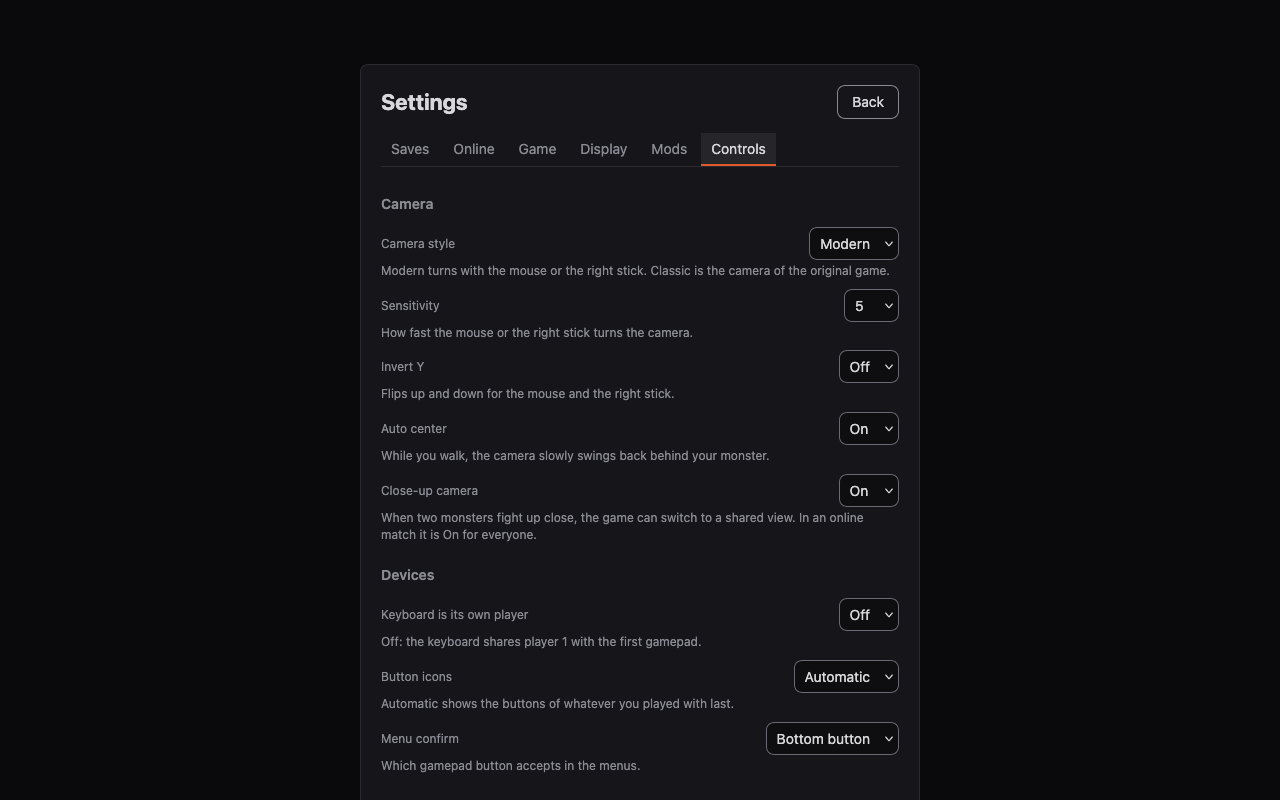 Settings
Back
Saves
Online
Game
Display
Mods
Controls
Camera
Camera style
Modern
Modern turns with the mouse or the right stick. Classic is the camera of the original game.
Sensitivity
5
How fast the mouse or the right stick turns the camera.
Invert Y
Off
Flips up and down for the mouse and the right stick.
Auto center
On
While you walk, the camera slowly swings back behind your monster.
Close-up camera
On
When two monsters fight up close, the game can switch to a shared view. In an online
match it is On for everyone.
Devices
Keyboard is its own player
Off
Off: the keyboard shares player 1 with the first gamepad.
Button icons
Automatic
Automatic shows the buttons of whatever you played with last.
Menu confirm
Bottom button
Which gamepad button accepts in the menus.